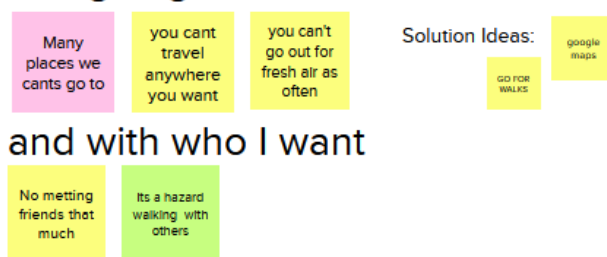 Many
places we
cants go to
you cant
travel
anywhere
you want
you can't
go out for
fresh air as
often
Solution Ideas:
google
maps
GO FOR
WALKS
and with who I want
No metting
friends that
much
Its a hazard
walking with
others